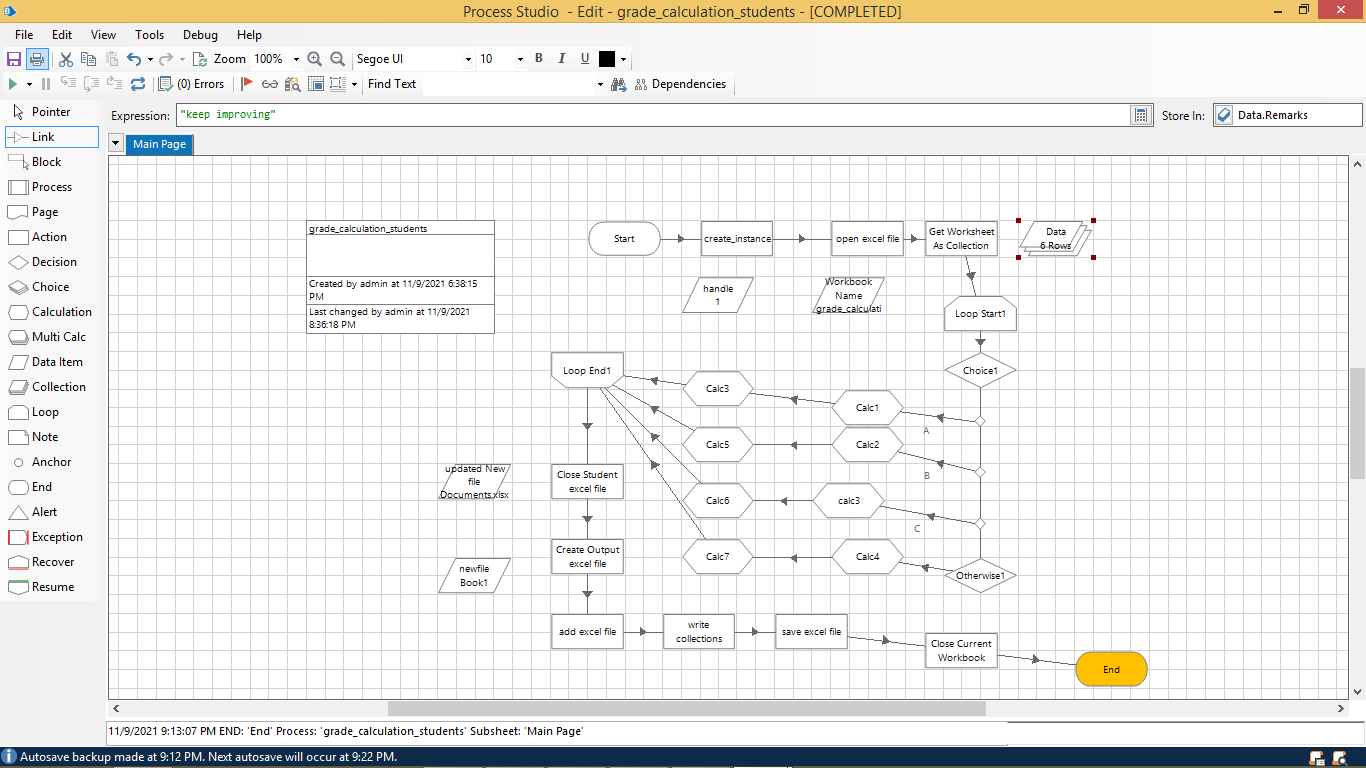 Process Studio - Edit - grade_calculation_students - [COMPLETED]
File Edit View Tools Debug Help
Zoom 100% Segoe UI 10 B I U
(0) Errors Find Text Dependencies
Expression: "keep improving" Store In: Data.Remarks
Main Page
Pointer
Link
Block
Process
Page
Action
Decision
Choice
Calculation
Multi Calc
Data Item
Collection
Loop
Note
Anchor
End
Alert
Exception
Recover
Resume
grade_calculation_students
Created by admin at 11/9/2021 6:38:15
PM
Last changed by admin at 11/9/2021
8:36:18 PM
Start
create_instance
open excel file
Get Worksheet
As Collection
Data
6 Rows
handle
1
Workbook
Name
grade_calculati
Loop Start1
Choice1
Loop End1
Calc3
Calc1
A
Calc5
Calc2
B
Calc6
calc3
C
Calc7
Calc4
Otherwise1
updated New
file
Documents.xlsx
Close Student
excel file
Create Output
excel file
newfile
Book1
add excel file
write
collections
save excel file
Close Current
Workbook
End
11/9/2021 9:13:07 PM END: 'End' Process: 'grade_calculation_students' Subsheet: 'Main Page'
Autosave backup made at 9:12 PM. Next autosave will occur at 9:22 PM.